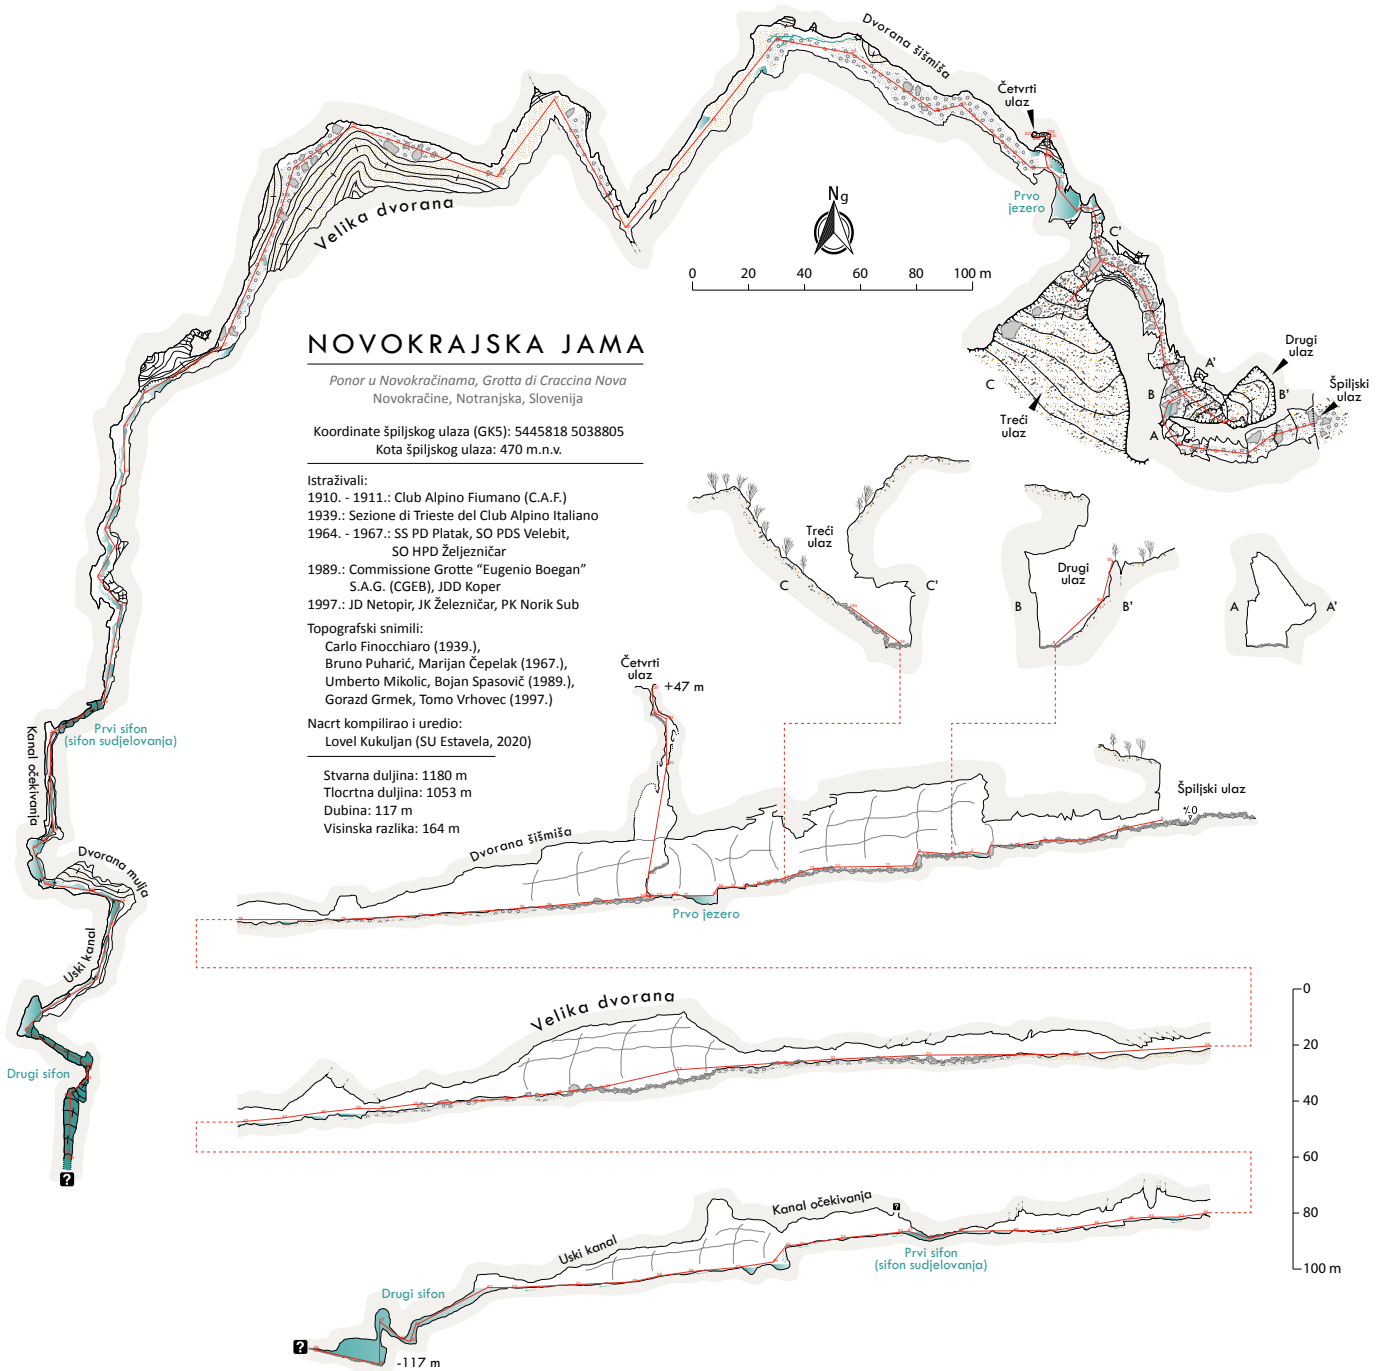 Dvorana šišmiša
Četvrti
ulaz
Prvo
jezero
Ng
Velika dvorana
C'
0 20 40 60 80 100 m
Drugi
ulaz
A'
B
B'
Špiljski
ulaz
C
A
Treći
ulaz
NOVOKRAJSKA JAMA
Ponor u Novokračinama, Grotta di Craccina Nova
Novokračine, Notranjska, Slovenija
Koordinate špiljskog ulaza (GK5): 5445818 5038805
Kota špiljskog ulaza: 470 m.n.v.
Istraživali:
1910. - 1911.: Club Alpino Fiumano (C.A.F.)
1939.: Sezione di Trieste del Club Alpino Italiano
1964. - 1967.: SS PD Platak, SO PDS Velebit,
SO HPD Željezničar
1989.: Commissione Grotte “Eugenio Boegan”
S.A.G. (CGEB), JDD Koper
1997.: JD Netopir, JK Železničar, PK Norik Sub
Topografski snimili:
Carlo Finocchiaro (1939.),
Bruno Puharić, Marijan Čepelak (1967.),
Umberto Mikolic, Bojan Spasovič (1989.),
Gorazd Grmek, Tomo Vrhovec (1997.)
Nacrt kompilirao i uredio:
Lovel Kukuljan (SU Estavela, 2020)
Stvarna duljina: 1180 m
Tlocrtna duljina: 1053 m
Dubina: 117 m
Visinska razlika: 164 m
Treći
ulaz
C
C'
Drugi
ulaz
B
B'
A
A'
Četvrti
ulaz
+47 m
Prvi sifon
(sifon sudjelovanja)
Kanal očekivanja
Dvorana mulja
Uski kanal
Drugi sifon
?
Dvorana šišmiša
Prvo jezero
Špiljski ulaz
Velika dvorana
0
20
40
60
80
100 m
Kanal očekivanja
?
Uski kanal
Prvi sifon
(sifon sudjelovanja)
Drugi sifon
?
-117 m